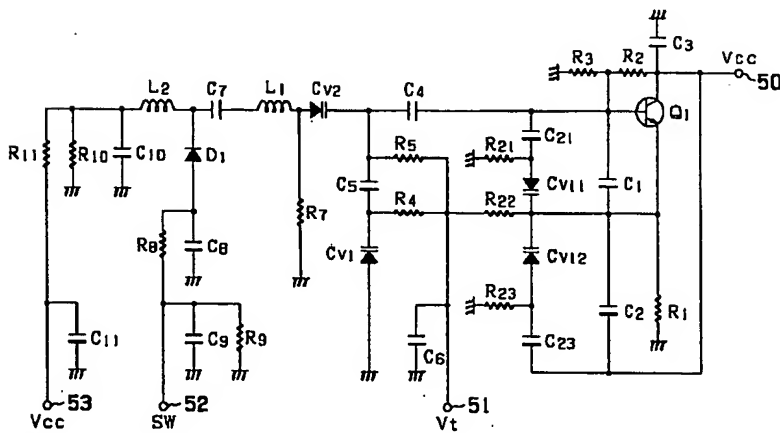 C3
R3
R2
Vcc
50
L2
C7
L1
Cv2
C4
Q1
R11
R10
C10
D1
R5
R21
C21
C5
R4
R22
Cv11
C1
R7
R8
C8
Cv1
Cv12
R23
C2
R1
C11
C9
R9
C6
C23
53
52
51
Vcc
SW
Vt